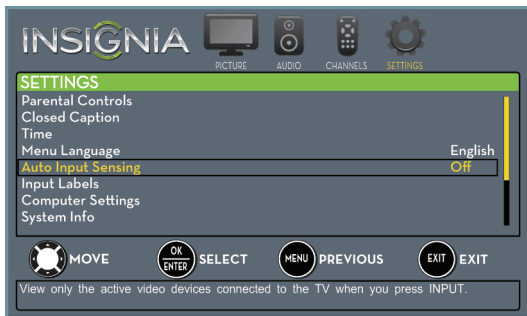 INSIGNIA
PICTURE AUDIO CHANNELS SETTINGS
SETTINGS
Parental Controls
Closed Caption
Time
Menu Language English
Auto Input Sensing Off
Input Labels
Computer Settings
System Info
MOVE OK ENTER SELECT MENU PREVIOUS EXIT EXIT
View only the active video devices connected to the TV when you press INPUT.